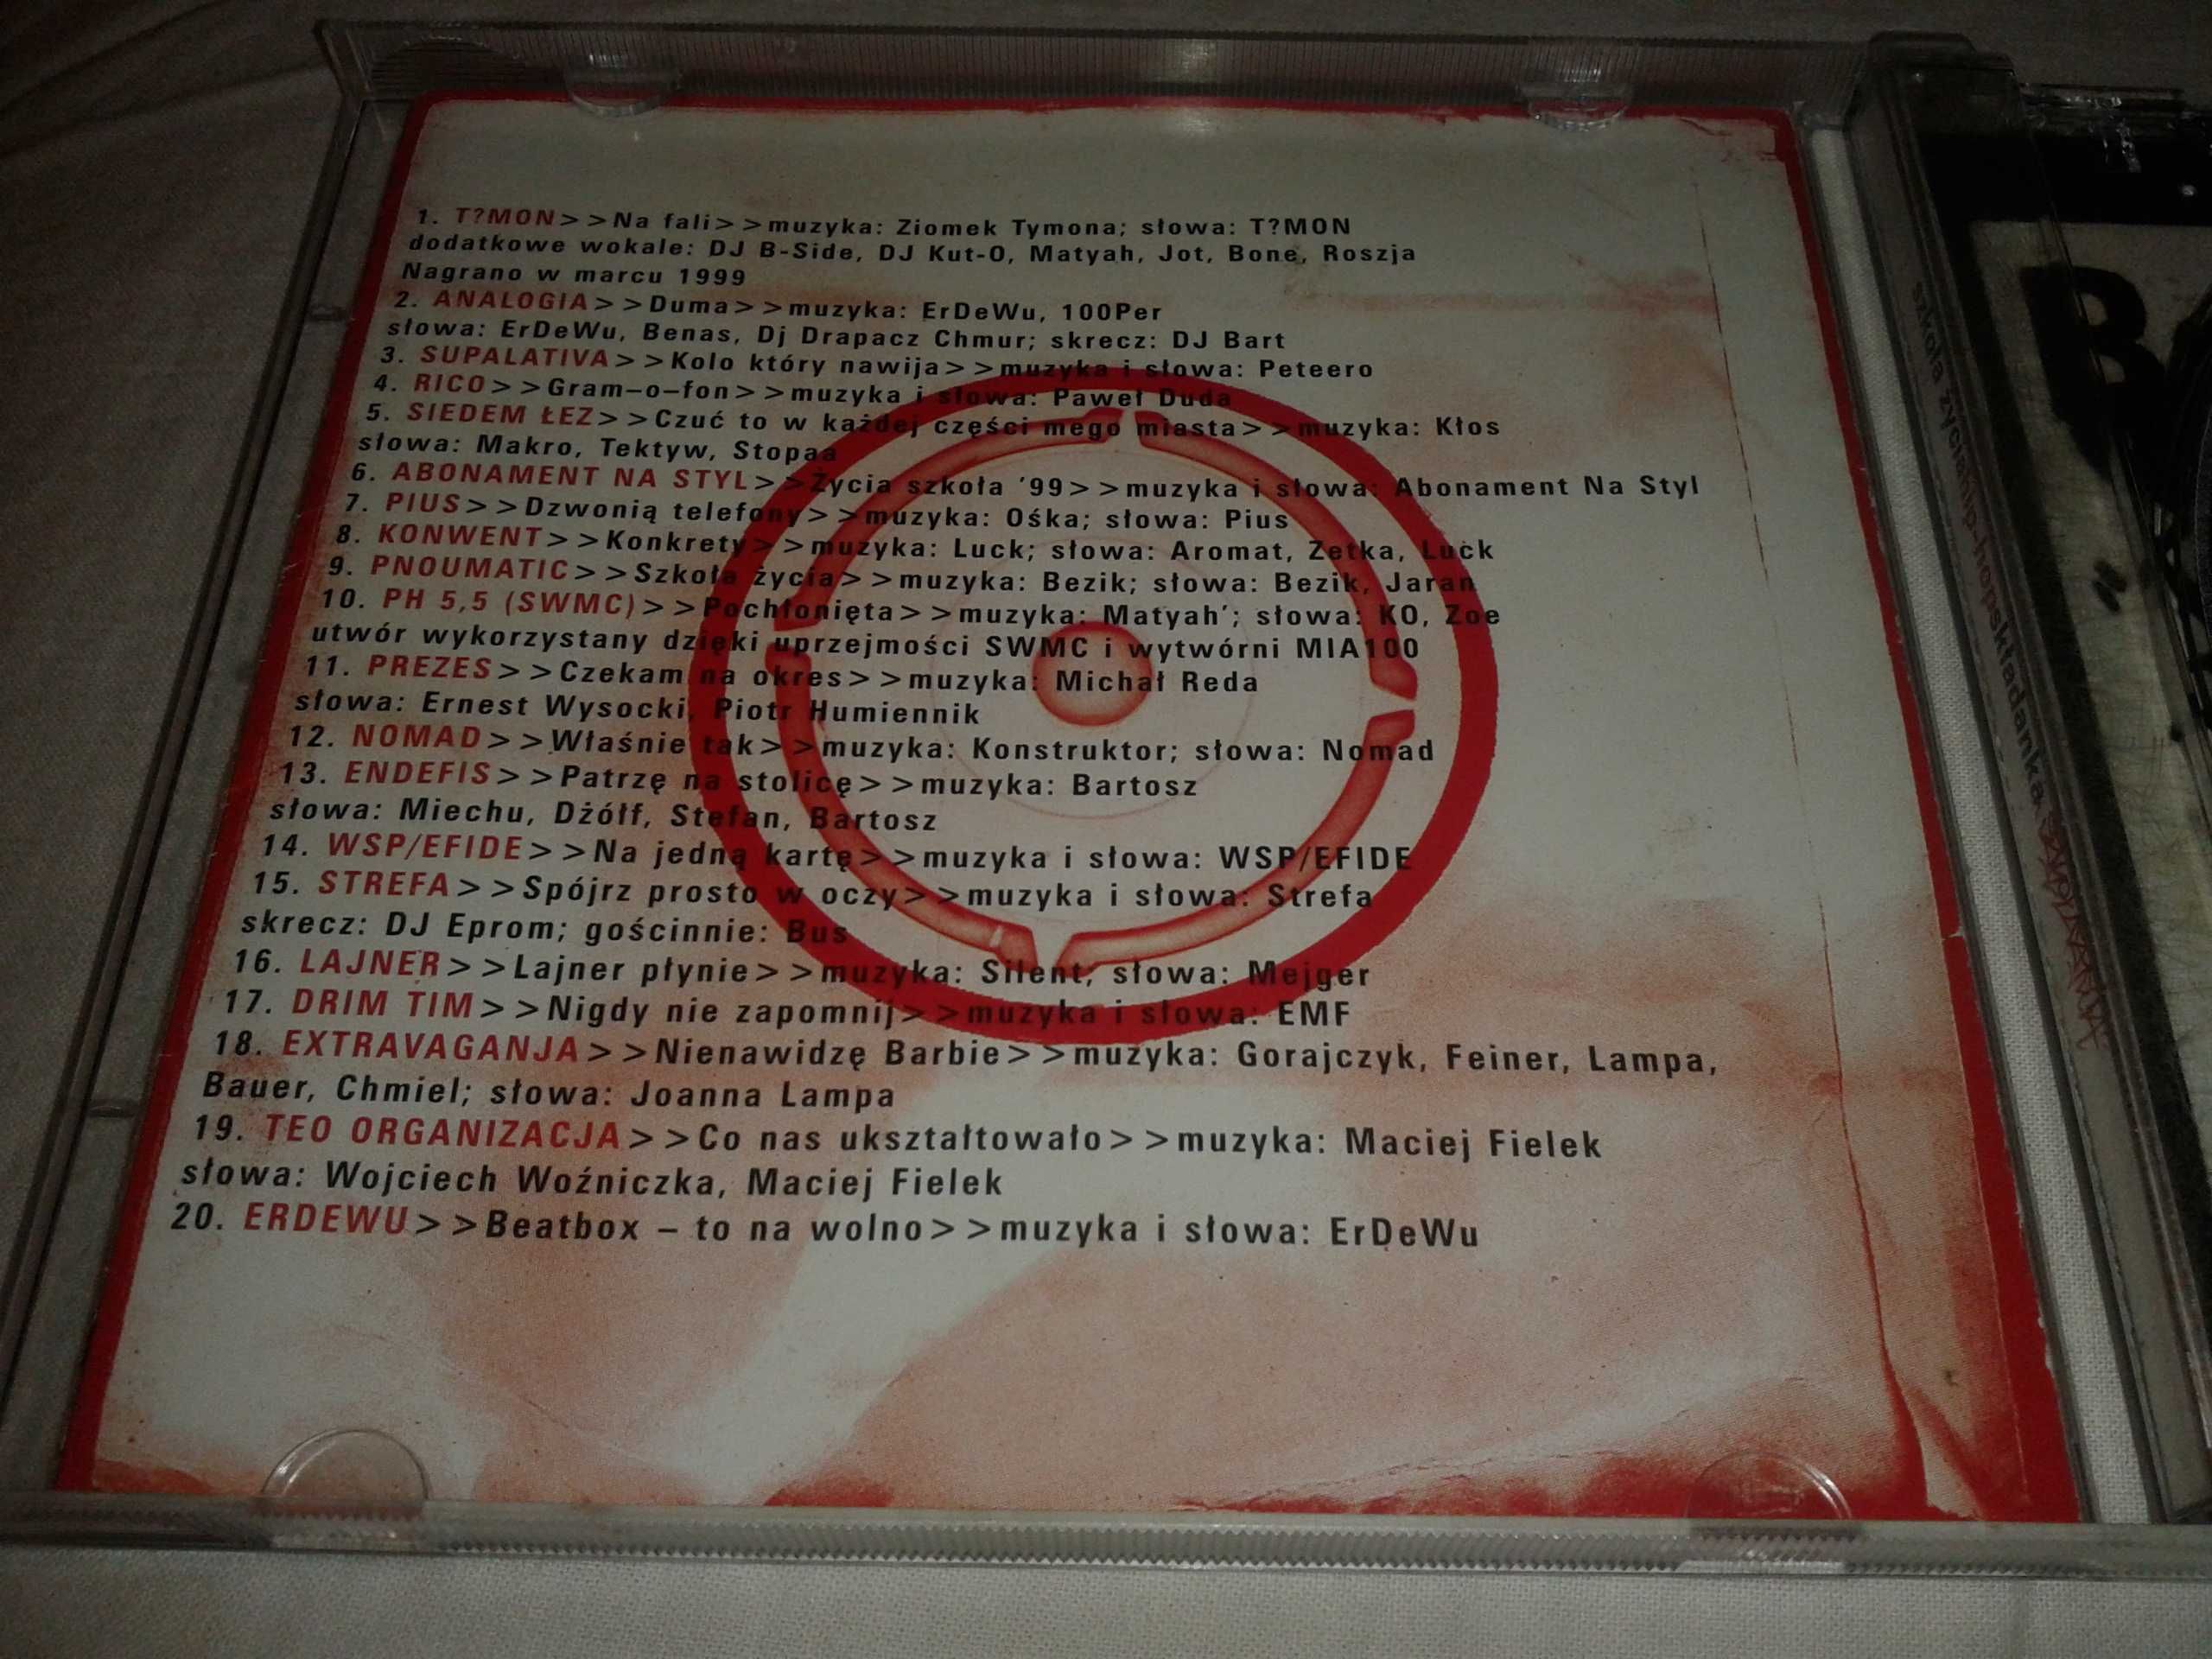 1. T?MON>>Na fali>>muzyka: Ziomek Tymona; słowa: T?MON
dodatkowe wokale: DJ B-Side, DJ Kut-O, Matyah, Jot, Bone, Roszja
Nagrano w marcu 1999
2. ANALOGIA>>Duma>>muzyka: ErDeWu, 100Per
słowa: ErDeWu, Benas, Dj Drapacz Chmur; skrecz: DJ Bart
3. SUPALATIVA>>Kolo który nawija>>muzyka i słowa: Peteero
4. RICO>>Gram–o–fon>>muzyka i słowa: Paweł Duda
5. SIEDEM ŁEZ>>Czuć to w każdej części mego miasta>>muzyka: Kłos
słowa: Makro, Tektyw, Stopaa
6. ABONAMENT NA STYL>>Życia szkoła '99>>muzyka i słowa: Abonament Na Styl
7. PIUS>>Dzwonią telefony>>muzyka: Ośka; słowa: Pius
8. KONWENT>>Konkrety>>muzyka: Luck; słowa: Aromat, Zetka, Luck
9. PNOUMATIC>>Szkoła życia>>muzyka: Bezik; słowa: Bezik, Jaran
10. PH 5,5 (SWMC)>>Pochłonięta>>muzyka: Matyah'; słowa: KO, Zoe
utwór wykorzystany dzięki uprzejmości SWMC i wytwórni MIA100
11. PREZES>>Czekam na okres>>muzyka: Michał Reda
słowa: Ernest Wysocki, Piotr Humiennik
12. NOMAD>>Właśnie tak>>muzyka: Konstruktor; słowa: Nomad
13. ENDEFIS>>Patrzę na stolicę>>muzyka: Bartosz
słowa: Miechu, Dżółf, Stefan, Bartosz
14. WSP/EFIDE>>Na jedną kartę>>muzyka i słowa: WSP/EFIDE
15. STREFA>>Spójrz prosto w oczy>>muzyka i słowa: Strefa
skrecz: DJ Eprom; gościnnie: Bus
16. LAJNER>>Lajner płynie>>muzyka: Silent; słowa: Mejger
17. DRIM TIM>>Nigdy nie zapomnij>>muzyka i słowa: EMF
18. EXTRAVAGANJA>>Nienawidzę Barbie>>muzyka: Gorajczyk, Feiner, Lampa,
Bauer, Chmiel; słowa: Joanna Lampa
19. TEO ORGANIZACJA>>Co nas ukształtowało>>muzyka: Maciej Fielek
słowa: Wojciech Woźniczka, Maciej Fielek
20. ERDEWU>>Beatbox – to na wolno>>muzyka i słowa: ErDeWu
szkoła życia hip-hopskładanka
B